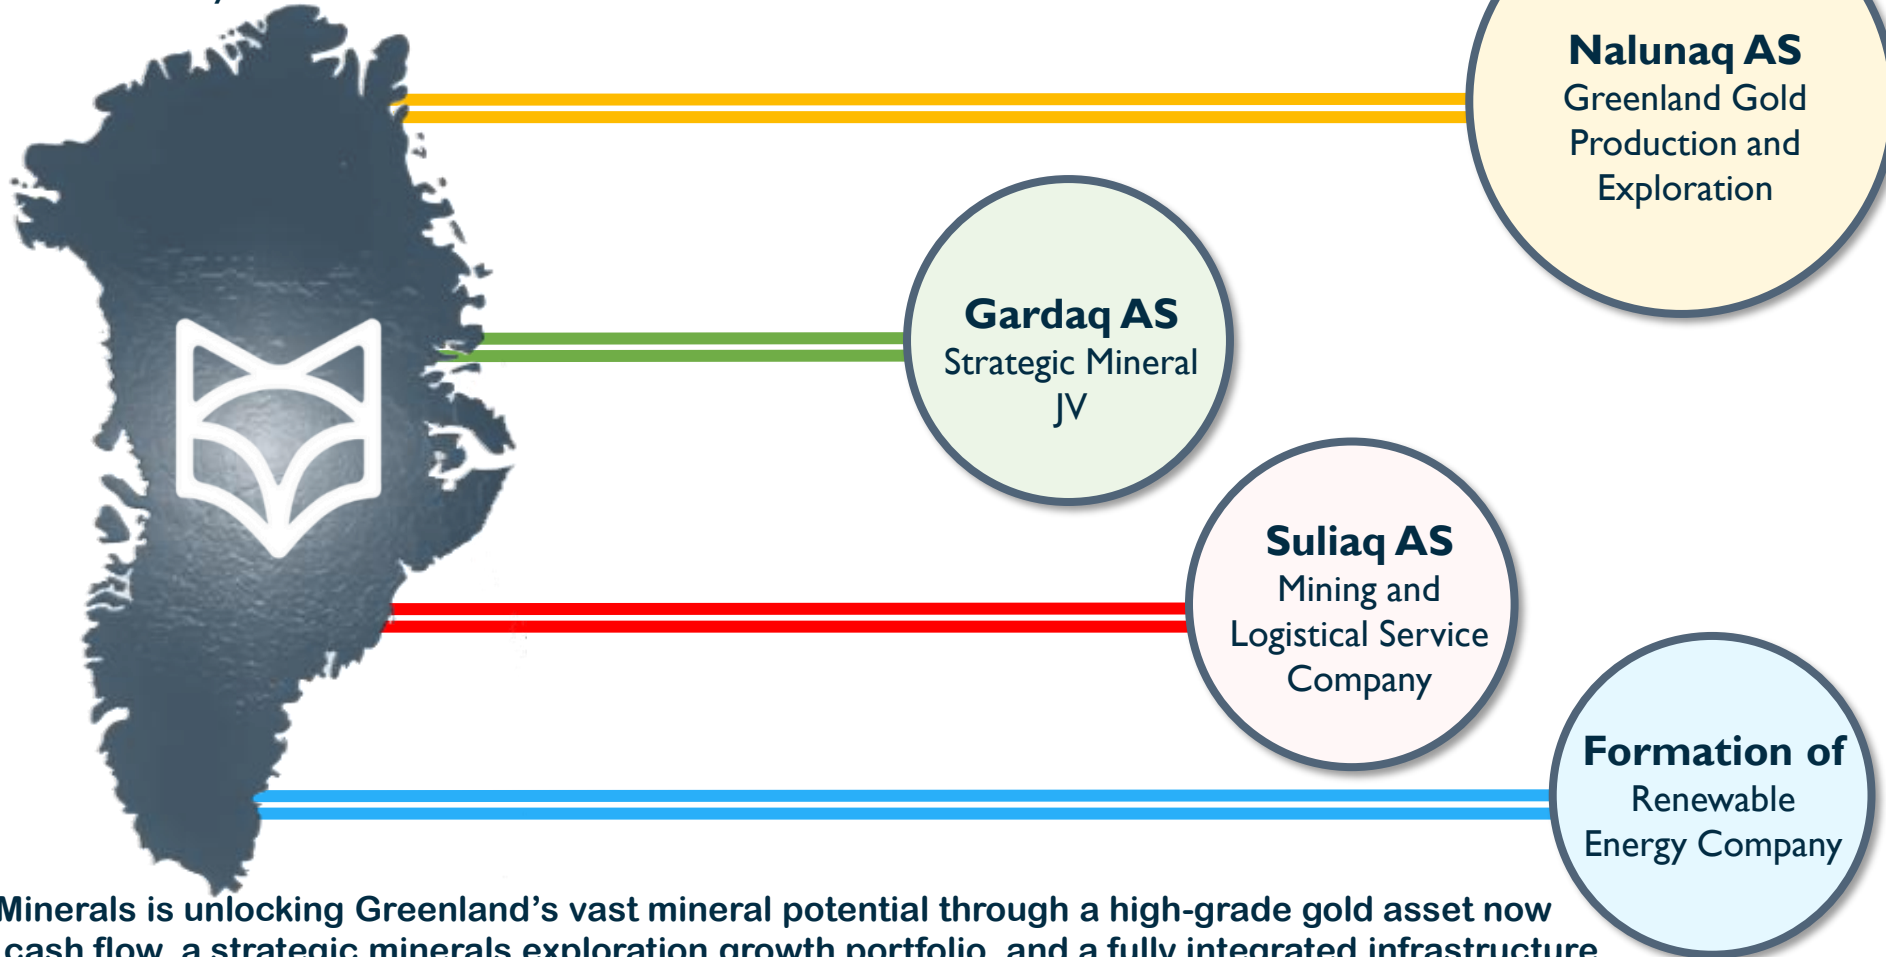 Nalunaq AS
Greenland Gold
Production and
Exploration
Gardaq AS
Strategic Mineral
JV
Suliaq AS
Mining and
Logistical Service
Company
Formation of
Renewable
Energy Company
Minerals is unlocking Greenland’s vast mineral potential through a high-grade gold asset now
cash flow, a strategic minerals exploration growth portfolio, and a fully integrated infrastructure